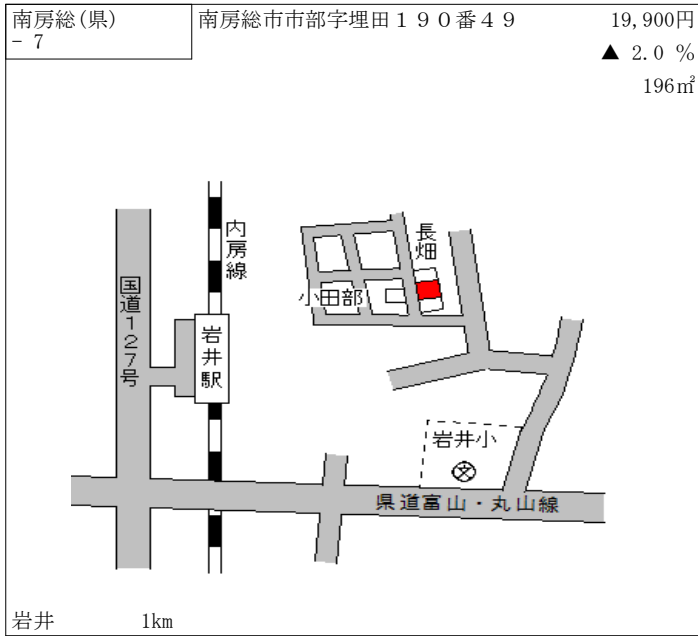 南房総(県)
- 7
南房総市市部字埋田190番49
19,900円
▲ 2.0 %
196㎡
内房線
長畑
国道127号
小田部
岩井駅
岩井小
県道富山・丸山線
岩井 1km